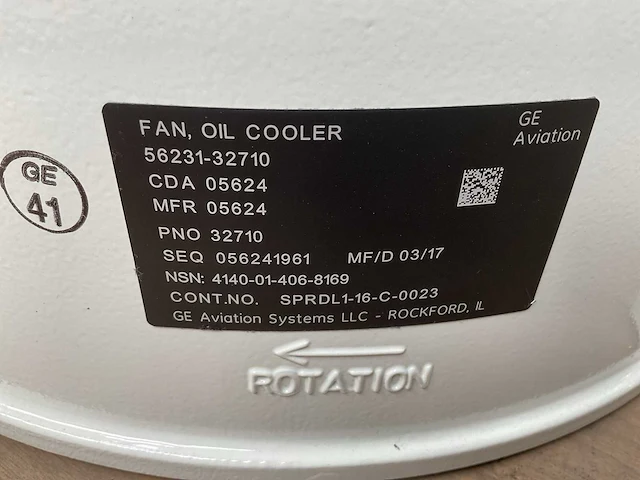 FAN, OIL COOLER
56231-32710
CDA 05624
MFR 05624
PNO 32710
SEQ 056241961 MF/D 03/17
NSN: 4140-01-406-8169
CONT.NO. SPRDL1-16-C-0023
GE Aviation Systems LLC - ROCKFORD, IL
GE
Aviation
GE
41
ROTATION